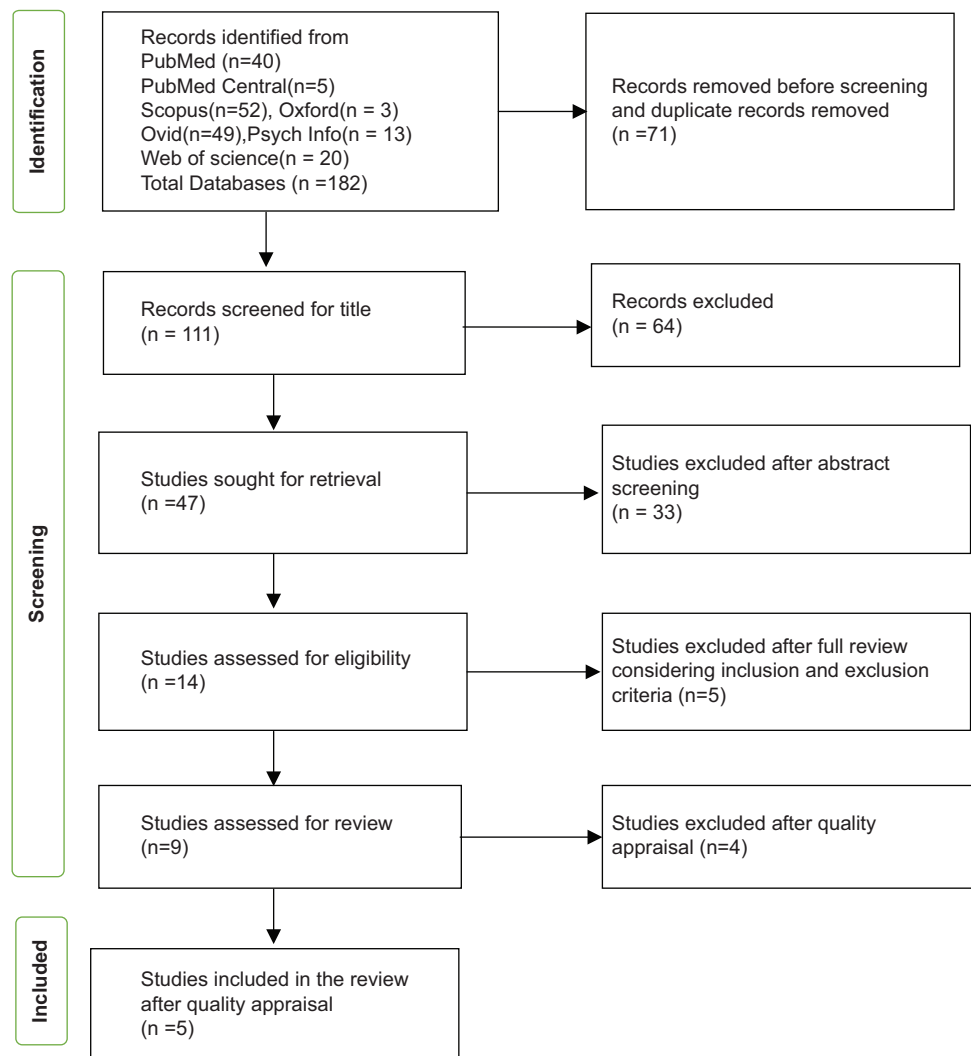 Identification
Records identified from
PubMed (n=40)
PubMed Central(n=5)
Scopus(n=52), Oxford(n = 3)
Ovid(n=49),Psych Info(n = 13)
Web of science(n = 20)
Total Databases (n =182)
Records removed before screening
and duplicate records removed
(n =71)
Screening
Records screened for title
(n = 111)
Records excluded
(n = 64)
Studies sought for retrieval
(n =47)
Studies excluded after abstract
screening
(n = 33)
Studies assessed for eligibility
(n =14)
Studies excluded after full review
considering inclusion and exclusion
criteria (n=5)
Studies assessed for review
(n=9)
Studies excluded after quality
appraisal (n=4)
Included
Studies included in the review
after quality appraisal
(n =5)